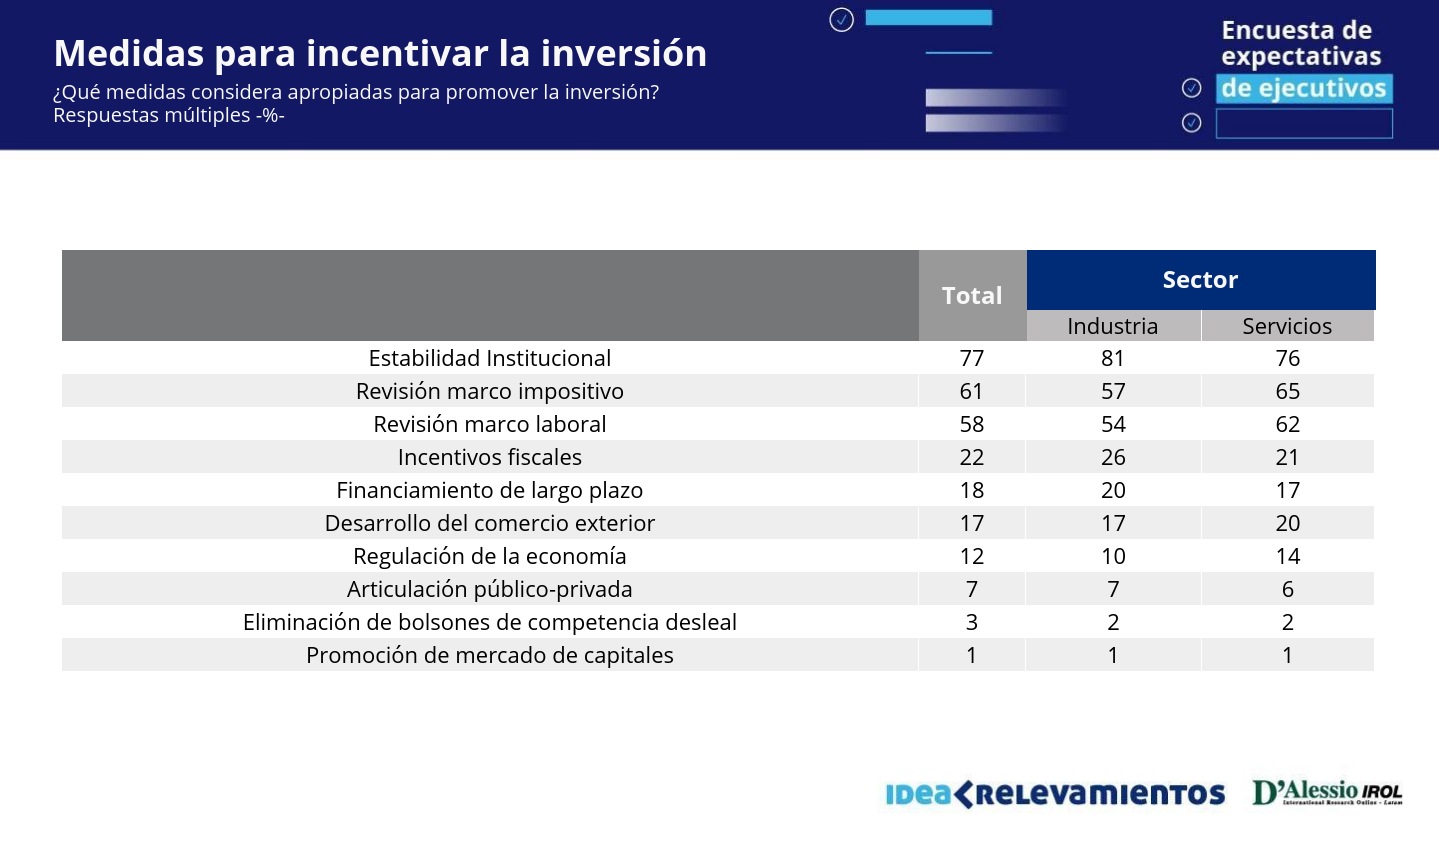 Medidas para incentivar la inversión
¿Qué medidas considera apropiadas para promover la inversión?
Respuestas múltiples -%-
Encuesta de
expectativas
de ejecutivos
Total
Sector
Industria Servicios
Estabilidad Institucional 77 81 76
Revisión marco impositivo 61 57 65
Revisión marco laboral 58 54 62
Incentivos fiscales 22 26 21
Financiamiento de largo plazo 18 20 17
Desarrollo del comercio exterior 17 17 20
Regulación de la economía 12 10 14
Articulación público-privada 7 7 6
Eliminación de bolsones de competencia desleal 3 2 2
Promoción de mercado de capitales 1 1 1
IDea RELEVAMIENTOS
D'Alessio IROL
International Research Online - Latam